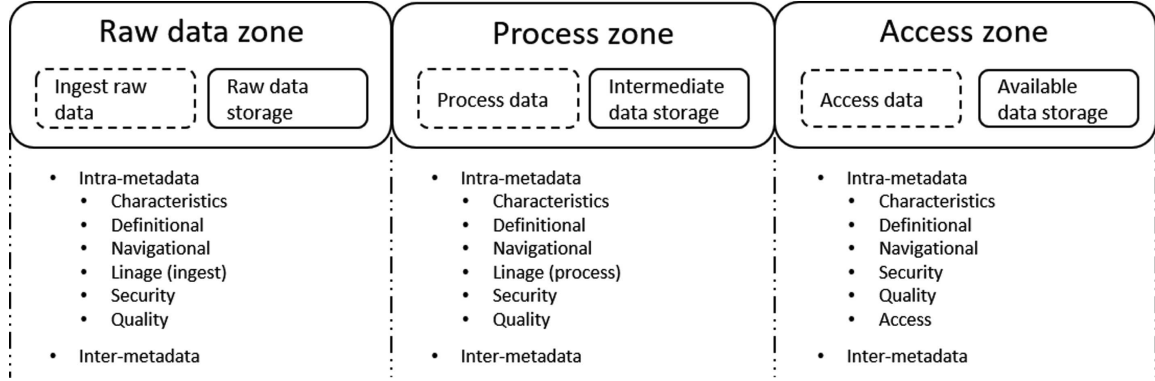 Raw data zone
Ingest raw
data
Raw data
storage
• Intra-metadata
• Characteristics
• Definitional
• Navigational
• Linage (ingest)
• Security
• Quality
• Inter-metadata
Process zone
Process data
Intermediate
data storage
• Intra-metadata
• Characteristics
• Definitional
• Navigational
• Linage (process)
• Security
• Quality
• Inter-metadata
Access zone
Access data
Available
data storage
• Intra-metadata
• Characteristics
• Definitional
• Navigational
• Security
• Quality
• Access
• Inter-metadata